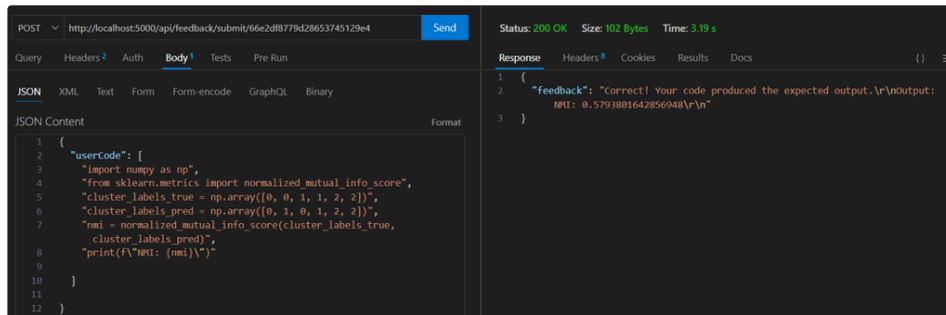 POST http://localhost:5000/api/feedback/submit/66e2df8779d28653745129e4 Send
Query Headers 2 Auth Body 1 Tests Pre Run
JSON XML Text Form Form-encode GraphQL Binary
JSON Content Format
1 {
2 "userCode": [
3 "import numpy as np",
4 "from sklearn.metrics import normalized_mutual_info_score",
5 "cluster_labels_true = np.array([0, 0, 1, 1, 2, 2])",
6 "cluster_labels_pred = np.array([0, 1, 0, 1, 2, 2])",
7 "nmi = normalized_mutual_info_score(cluster_labels_true,
cluster_labels_pred)",
8 "print(f\"NMI: {nmi}\")"
9
10 ]
11
12 }
Status: 200 OK Size: 102 Bytes Time: 3.19 s
Response Headers 8 Cookies Results Docs {}
1 {
2 "feedback": "Correct! Your code produced the expected output.\r\nOutput:
NMI: 0.5793801642856948\r\n"
3 }